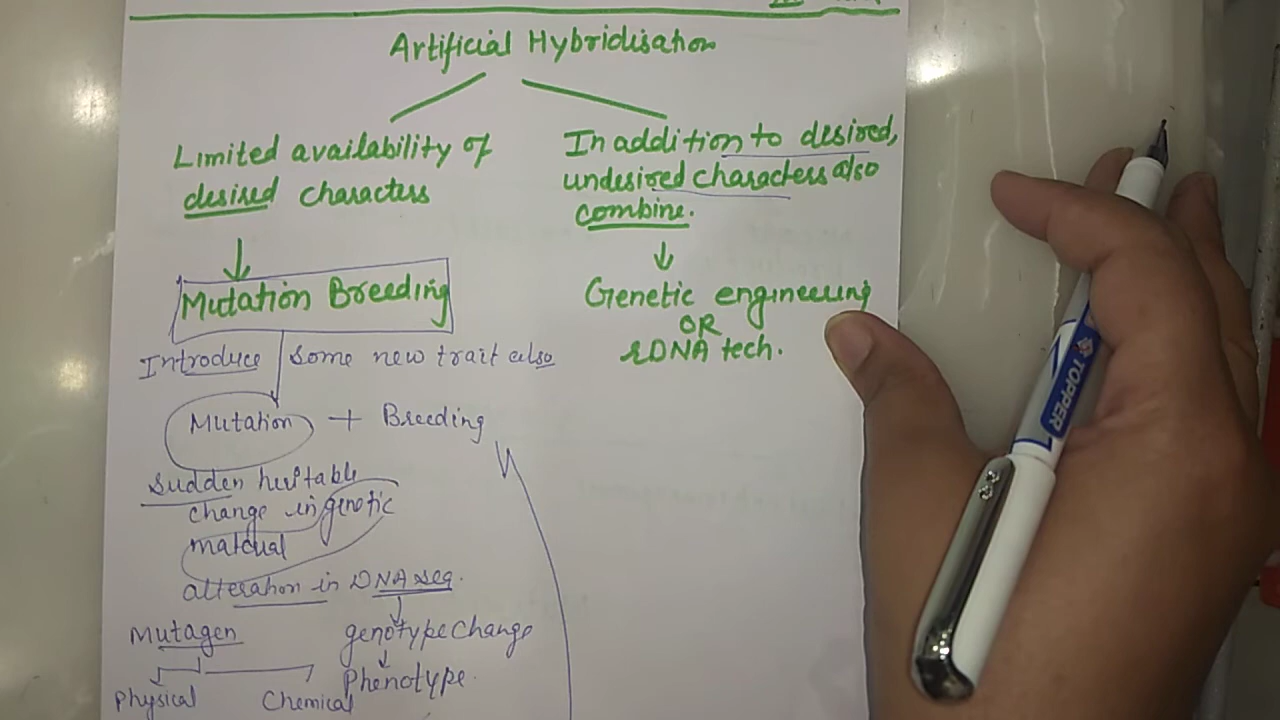 Artificial Hybridisation
Limited availability of
desired characters
In addition to desired,
undesired characters also
combine.
Mutation Breeding
Genetic engineering
OR
rDNA tech.
Introduce some new trait also
Mutation + Breeding
Sudden heritable
change in genetic
material
alteration in DNA seq.
Mutagen
genotype change
Phenotype.
Physical
Chemical
TOPPER